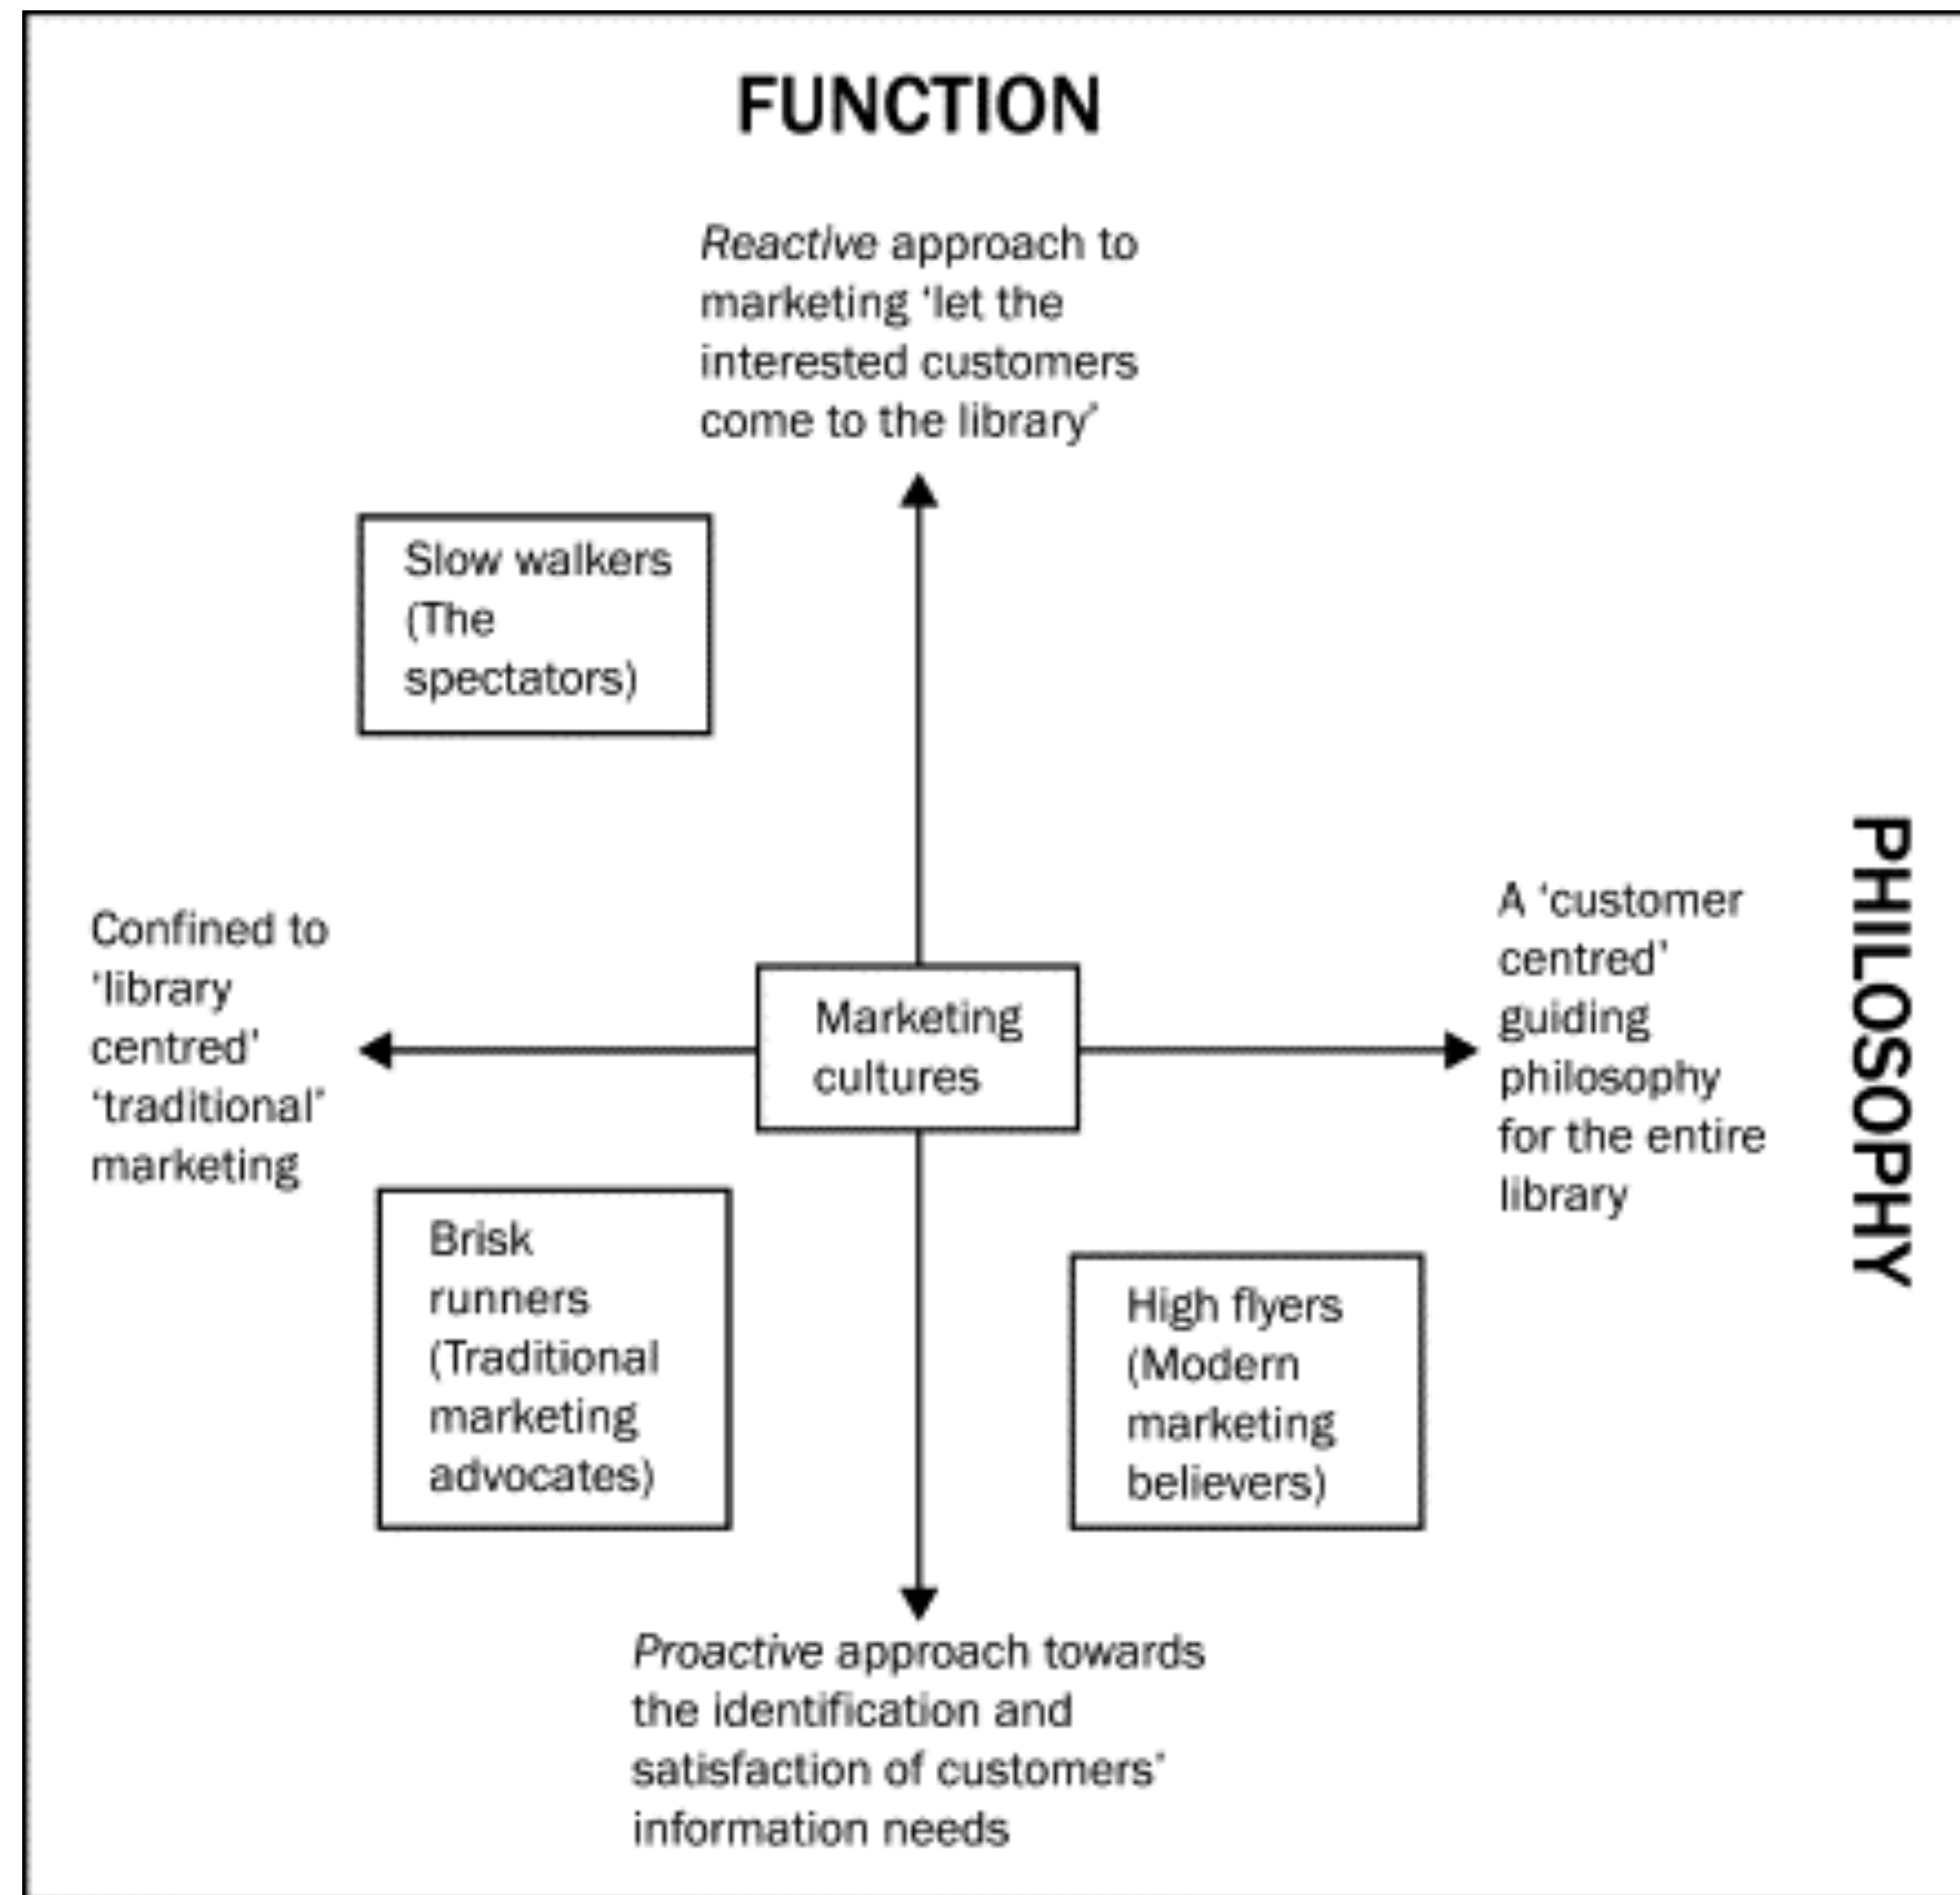 FUNCTION
Reactive approach to
marketing ‘let the
interested customers
come to the library’
Slow walkers
(The
spectators)
Confined to
‘library
centred’
‘traditional’
marketing
Marketing
cultures
A ‘customer
centred’
guiding
philosophy
for the entire
library
PHILOSOPHY
Brisk
runners
(Traditional
marketing
advocates)
High flyers
(Modern
marketing
believers)
Proactive approach towards
the identification and
satisfaction of customers’
information needs